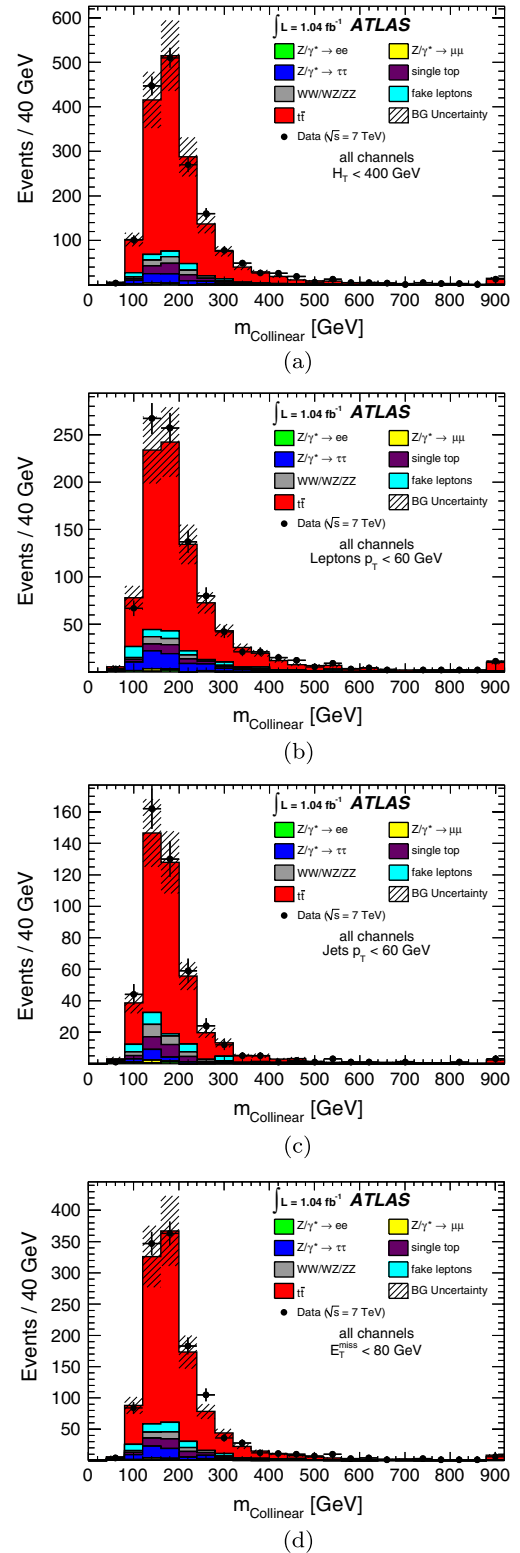 ∫ L = 1.04 fb⁻¹ ATLAS
Z/γ* → ee Z/γ* → μμ
Z/γ* → ττ single top
WW/WZ/ZZ fake leptons
tt̄ BG Uncertainty
Data (√s = 7 TeV)
all channels
H_T < 400 GeV
Events / 40 GeV
600
500
400
300
200
100
0 100 200 300 400 500 600 700 800 900
m_Collinear [GeV]
(a)
∫ L = 1.04 fb⁻¹ ATLAS
Z/γ* → ee Z/γ* → μμ
Z/γ* → ττ single top
WW/WZ/ZZ fake leptons
tt̄ BG Uncertainty
Data (√s = 7 TeV)
all channels
Leptons p_T < 60 GeV
Events / 40 GeV
250
200
150
100
50
0 100 200 300 400 500 600 700 800 900
m_Collinear [GeV]
(b)
∫ L = 1.04 fb⁻¹ ATLAS
Z/γ* → ee Z/γ* → μμ
Z/γ* → ττ single top
WW/WZ/ZZ fake leptons
tt̄ BG Uncertainty
Data (√s = 7 TeV)
all channels
Jets p_T < 60 GeV
Events / 40 GeV
160
140
120
100
80
60
40
20
0 100 200 300 400 500 600 700 800 900
m_Collinear [GeV]
(c)
∫ L = 1.04 fb⁻¹ ATLAS
Z/γ* → ee Z/γ* → μμ
Z/γ* → ττ single top
WW/WZ/ZZ fake leptons
tt̄ BG Uncertainty
Data (√s = 7 TeV)
all channels
E_T^miss < 80 GeV
Events / 40 GeV
400
350
300
250
200
150
100
50
0 100 200 300 400 500 600 700 800 900
m_Collinear [GeV]
(d)